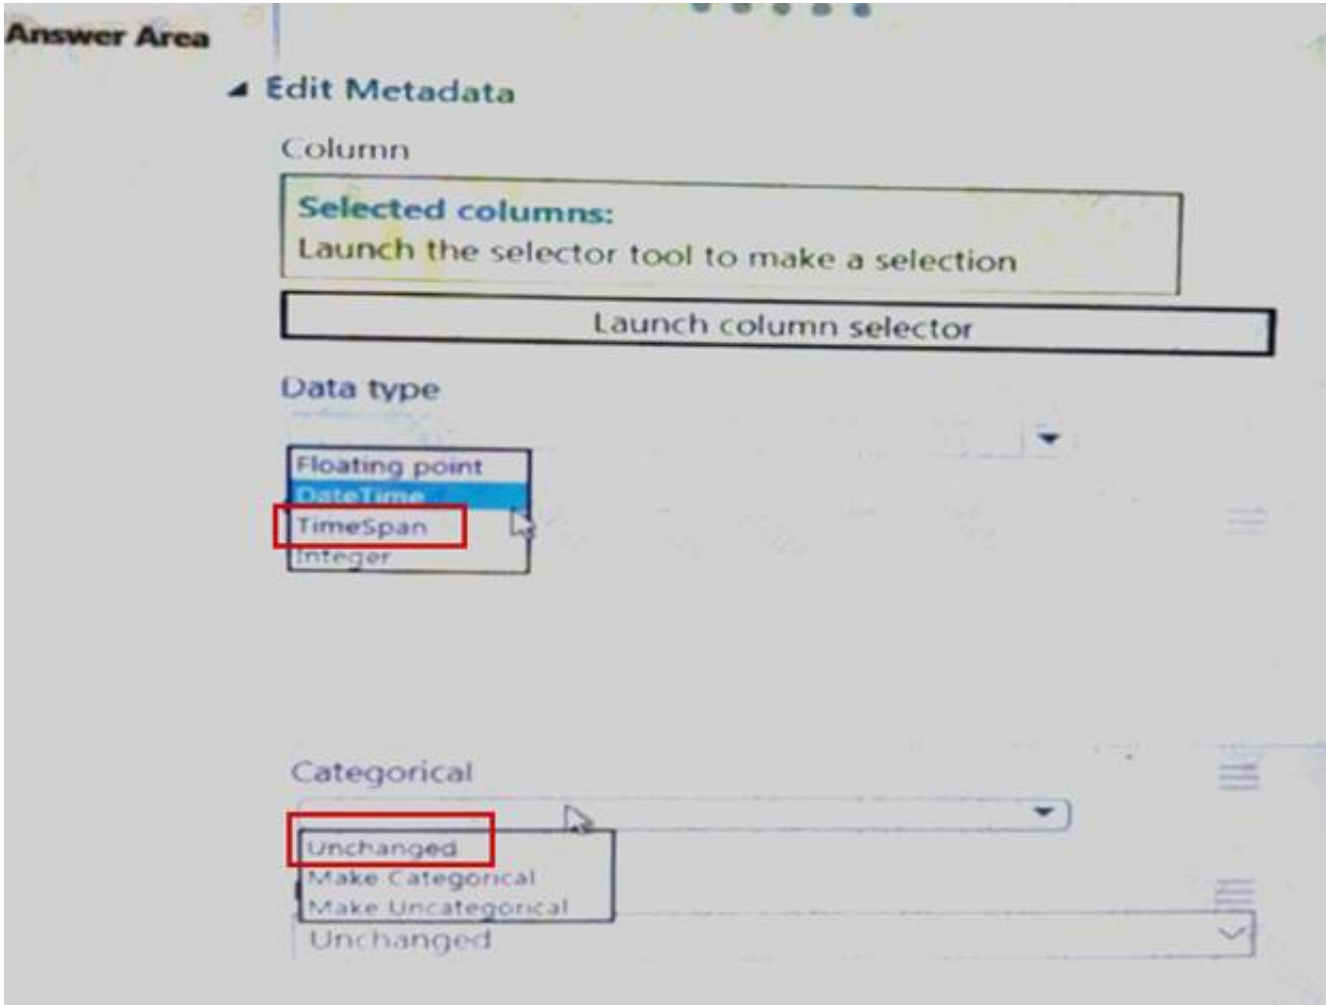 Answer Area
Edit Metadata
Column
Selected columns:
Launch the selector tool to make a selection
Launch column selector
Data type
Floating point
DateTime
TimeSpan
Integer
Categorical
Unchanged
Make Categorical
Make Uncategorical
Unchanged